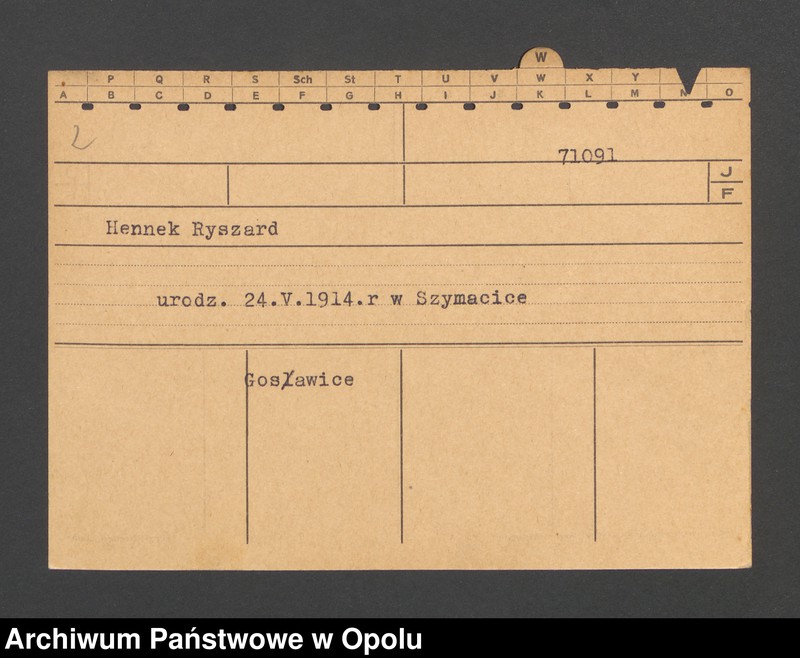 W
P Q R S Sch St T U V W X Y
A B C D E F G H I J K L M N O
2
71091
J
F
Hennek Ryszard
urodz. 24.V.1914.r w Szymacice
Gosławice
Archiwum Państwowe w Opolu